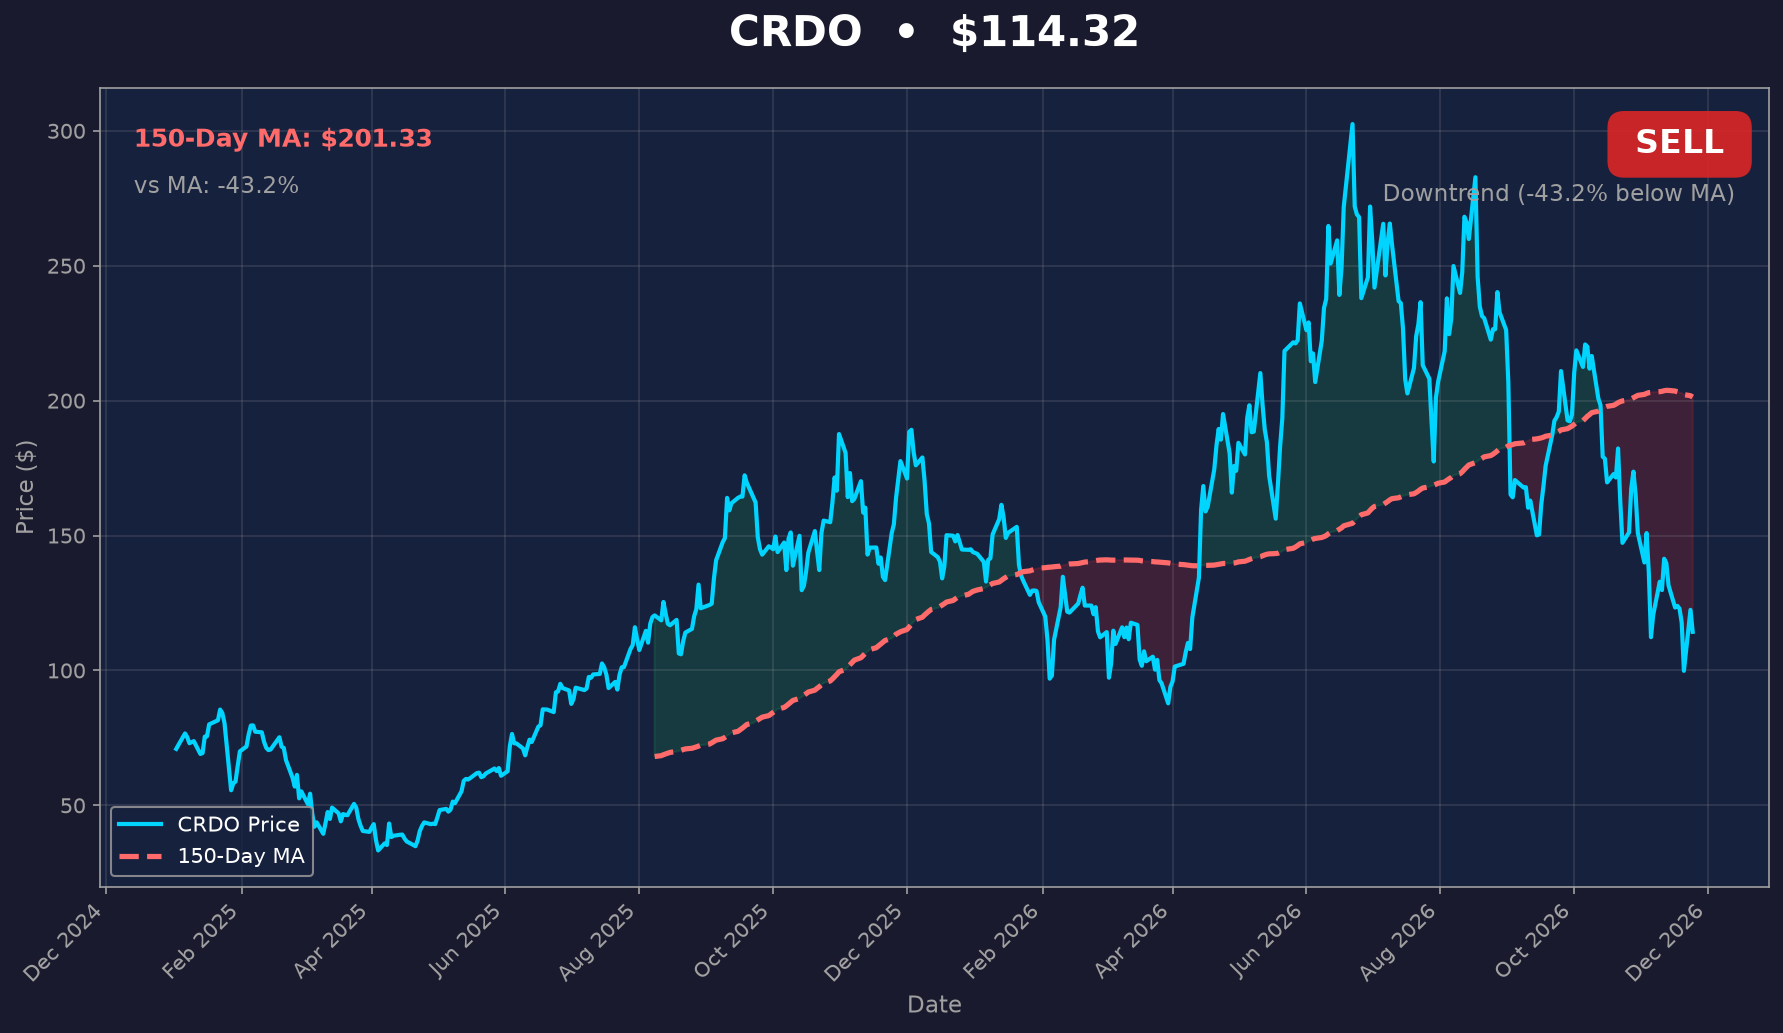 CRDO • $114.32
150-Day MA: $201.33
vs MA: -43.2%
SELL
Downtrend (-43.2% below MA)
Price ($)
300
250
200
150
100
50
CRDO Price
150-Day MA
Dec 2024
Feb 2025
Apr 2025
Jun 2025
Aug 2025
Oct 2025
Dec 2025
Feb 2026
Apr 2026
Jun 2026
Aug 2026
Oct 2026
Dec 2026
Date